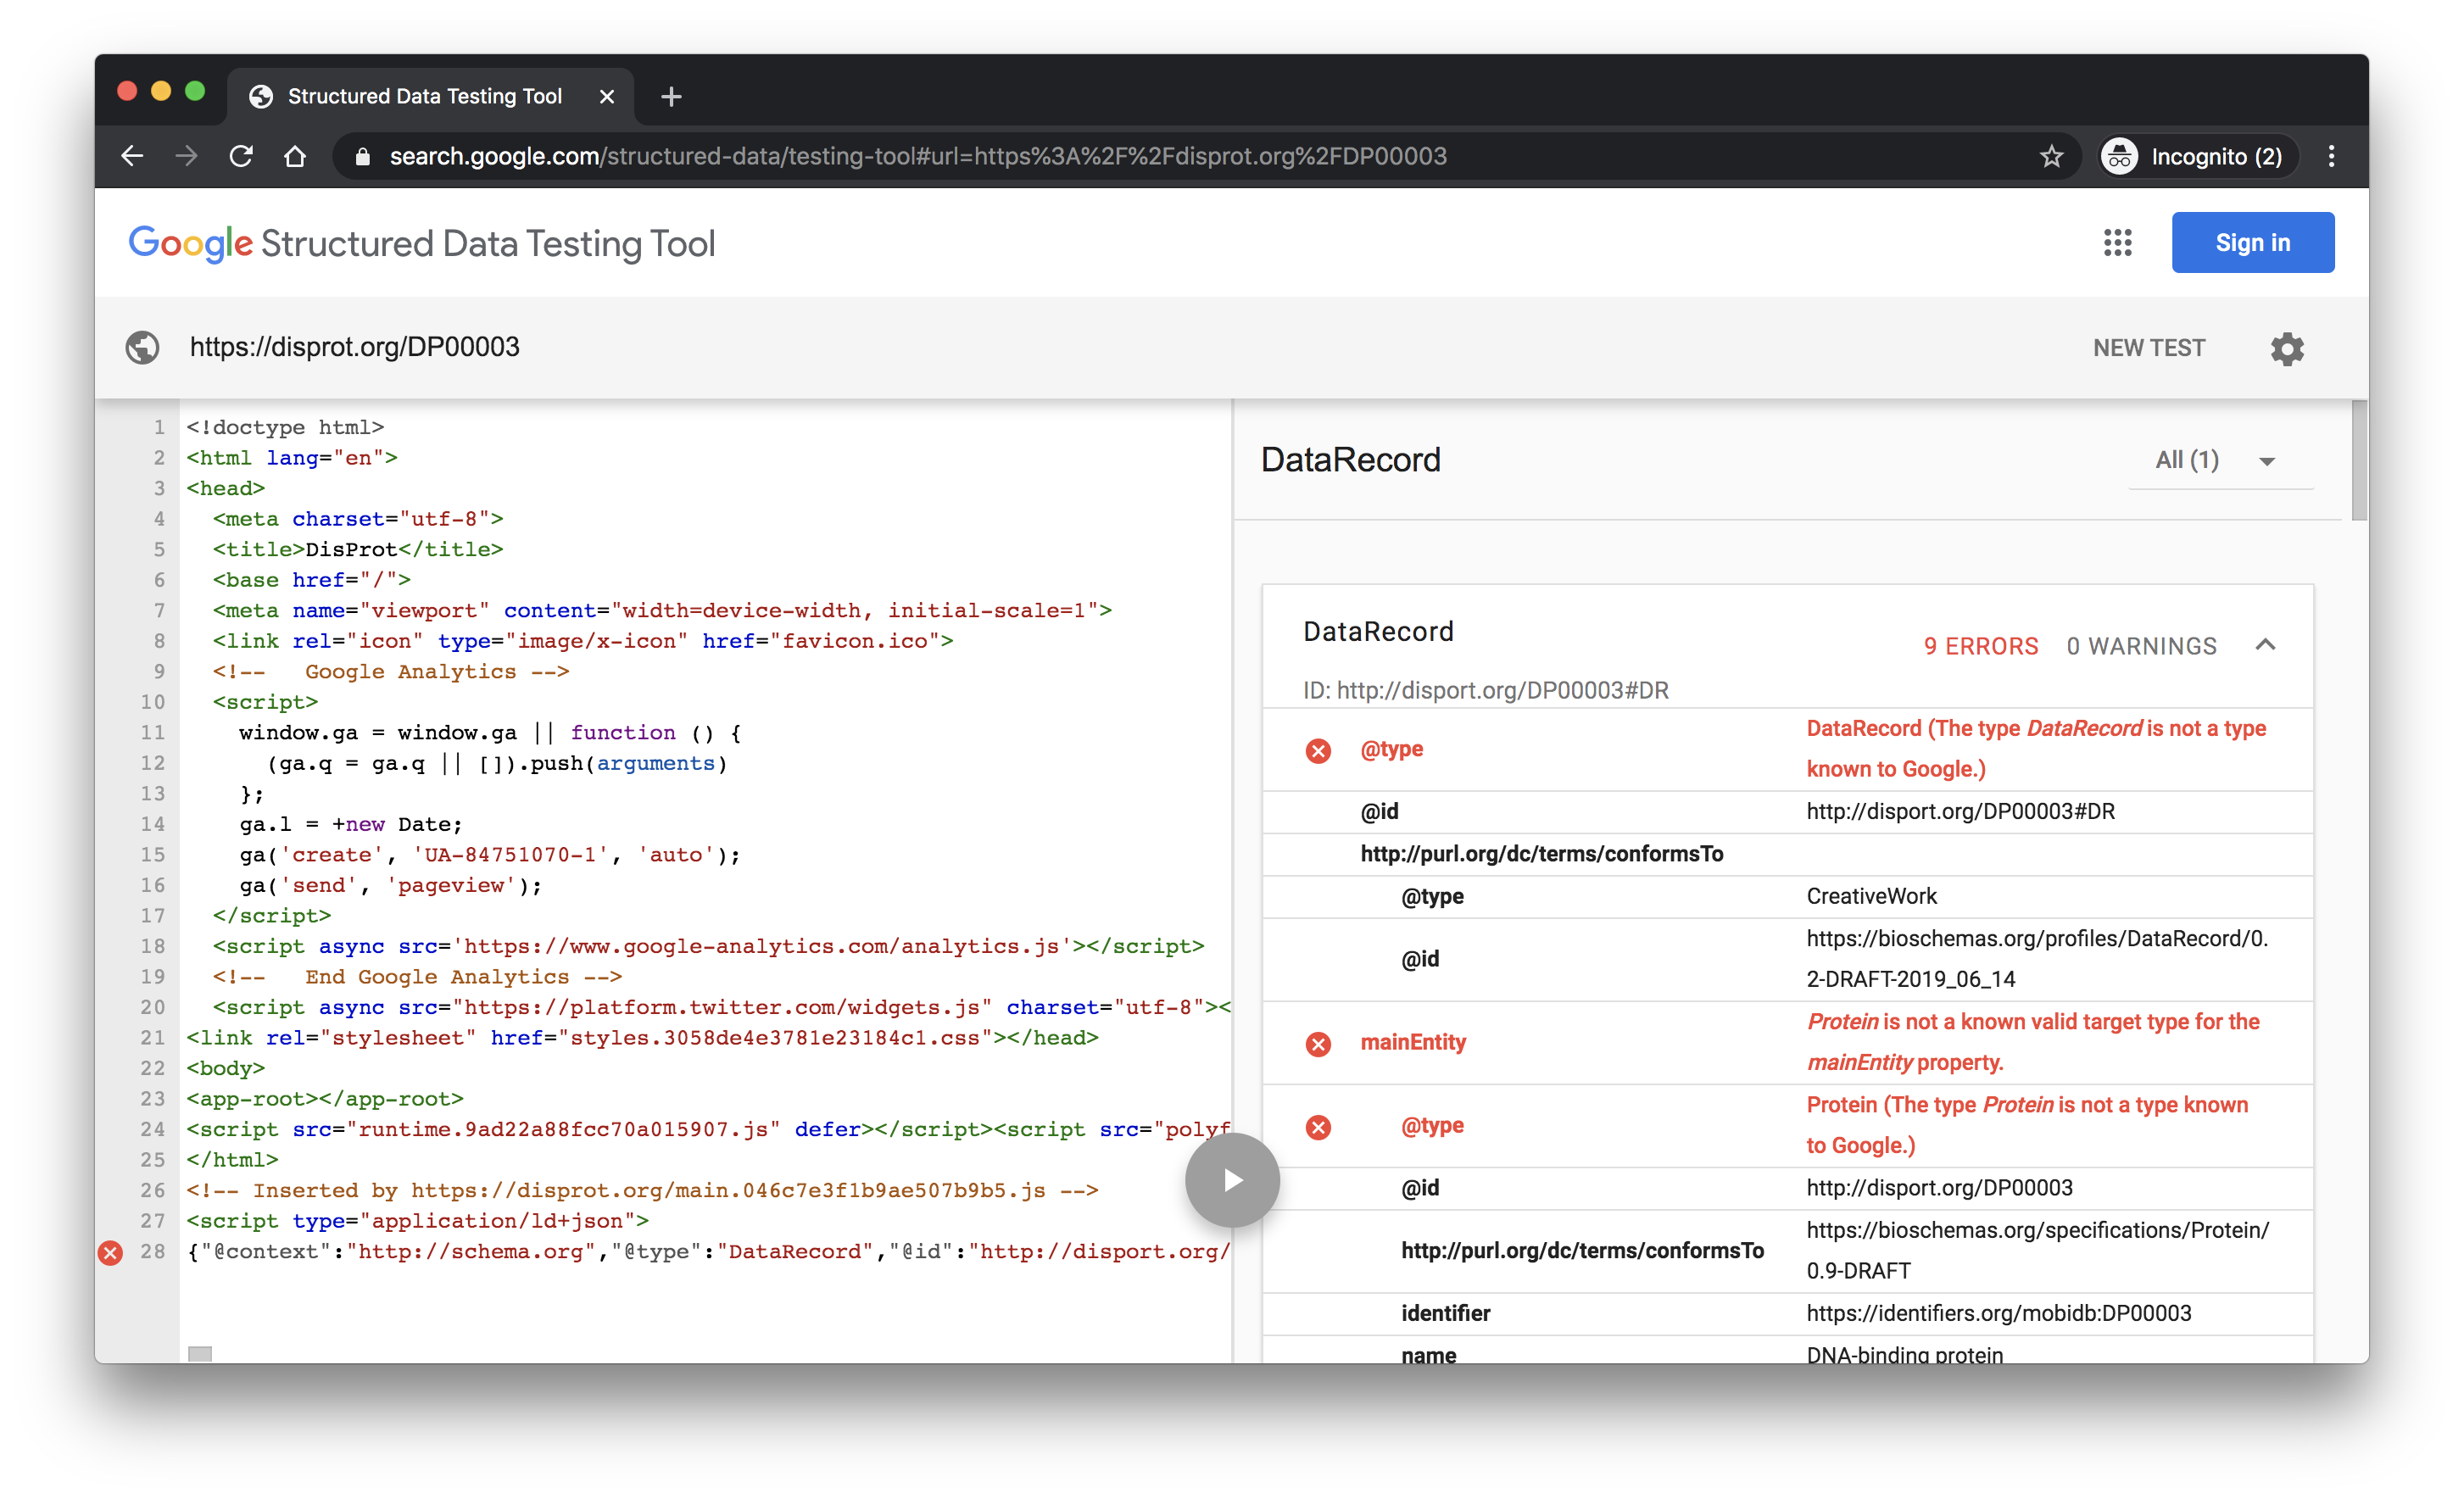 Structured Data Testing Tool
search.google.com/structured-data/testing-tool#url=https%3A%2F%2Fdisprot.org%2FDP00003
Incognito (2)
Google Structured Data Testing Tool
Sign in
https://disprot.org/DP00003
NEW TEST
1 <!doctype html>
2 <html lang="en">
3 <head>
4 <meta charset="utf-8">
5 <title>DisProt</title>
6 <base href="/">
7 <meta name="viewport" content="width=device-width, initial-scale=1">
8 <link rel="icon" type="image/x-icon" href="favicon.ico">
9 <!-- Google Analytics -->
10 <script>
11 window.ga = window.ga || function () {
12 (ga.q = ga.q || []).push(arguments)
13 };
14 ga.l = +new Date;
15 ga('create', 'UA-84751070-1', 'auto');
16 ga('send', 'pageview');
17 </script>
18 <script async src='https://www.google-analytics.com/analytics.js'></script>
19 <!-- End Google Analytics -->
20 <script async src="https://platform.twitter.com/widgets.js" charset="utf-8"><
21 <link rel="stylesheet" href="styles.3058de4e3781e23184c1.css"></head>
22 <body>
23 <app-root></app-root>
24 <script src="runtime.9ad22a88fcc70a015907.js" defer></script><script src="polyf
25 </html>
26 <!-- Inserted by https://disprot.org/main.046c7e3f1b9ae507b9b5.js -->
27 <script type="application/ld+json">
28 {"@context":"http://schema.org","@type":"DataRecord","@id":"http://disport.org/
DataRecord
All (1)
DataRecord
9 ERRORS 0 WARNINGS
ID: http://disport.org/DP00003#DR
@type DataRecord (The type DataRecord is not a type
known to Google.)
@id http://disport.org/DP00003#DR
http://purl.org/dc/terms/conformsTo
@type CreativeWork
@id https://bioschemas.org/profiles/DataRecord/0.
2-DRAFT-2019_06_14
mainEntity Protein is not a known valid target type for the
mainEntity property.
@type Protein (The type Protein is not a type known
to Google.)
@id http://disport.org/DP00003
http://purl.org/dc/terms/conformsTo https://bioschemas.org/specifications/Protein/
0.9-DRAFT
identifier https://identifiers.org/mobidb:DP00003
name DNA-binding protein